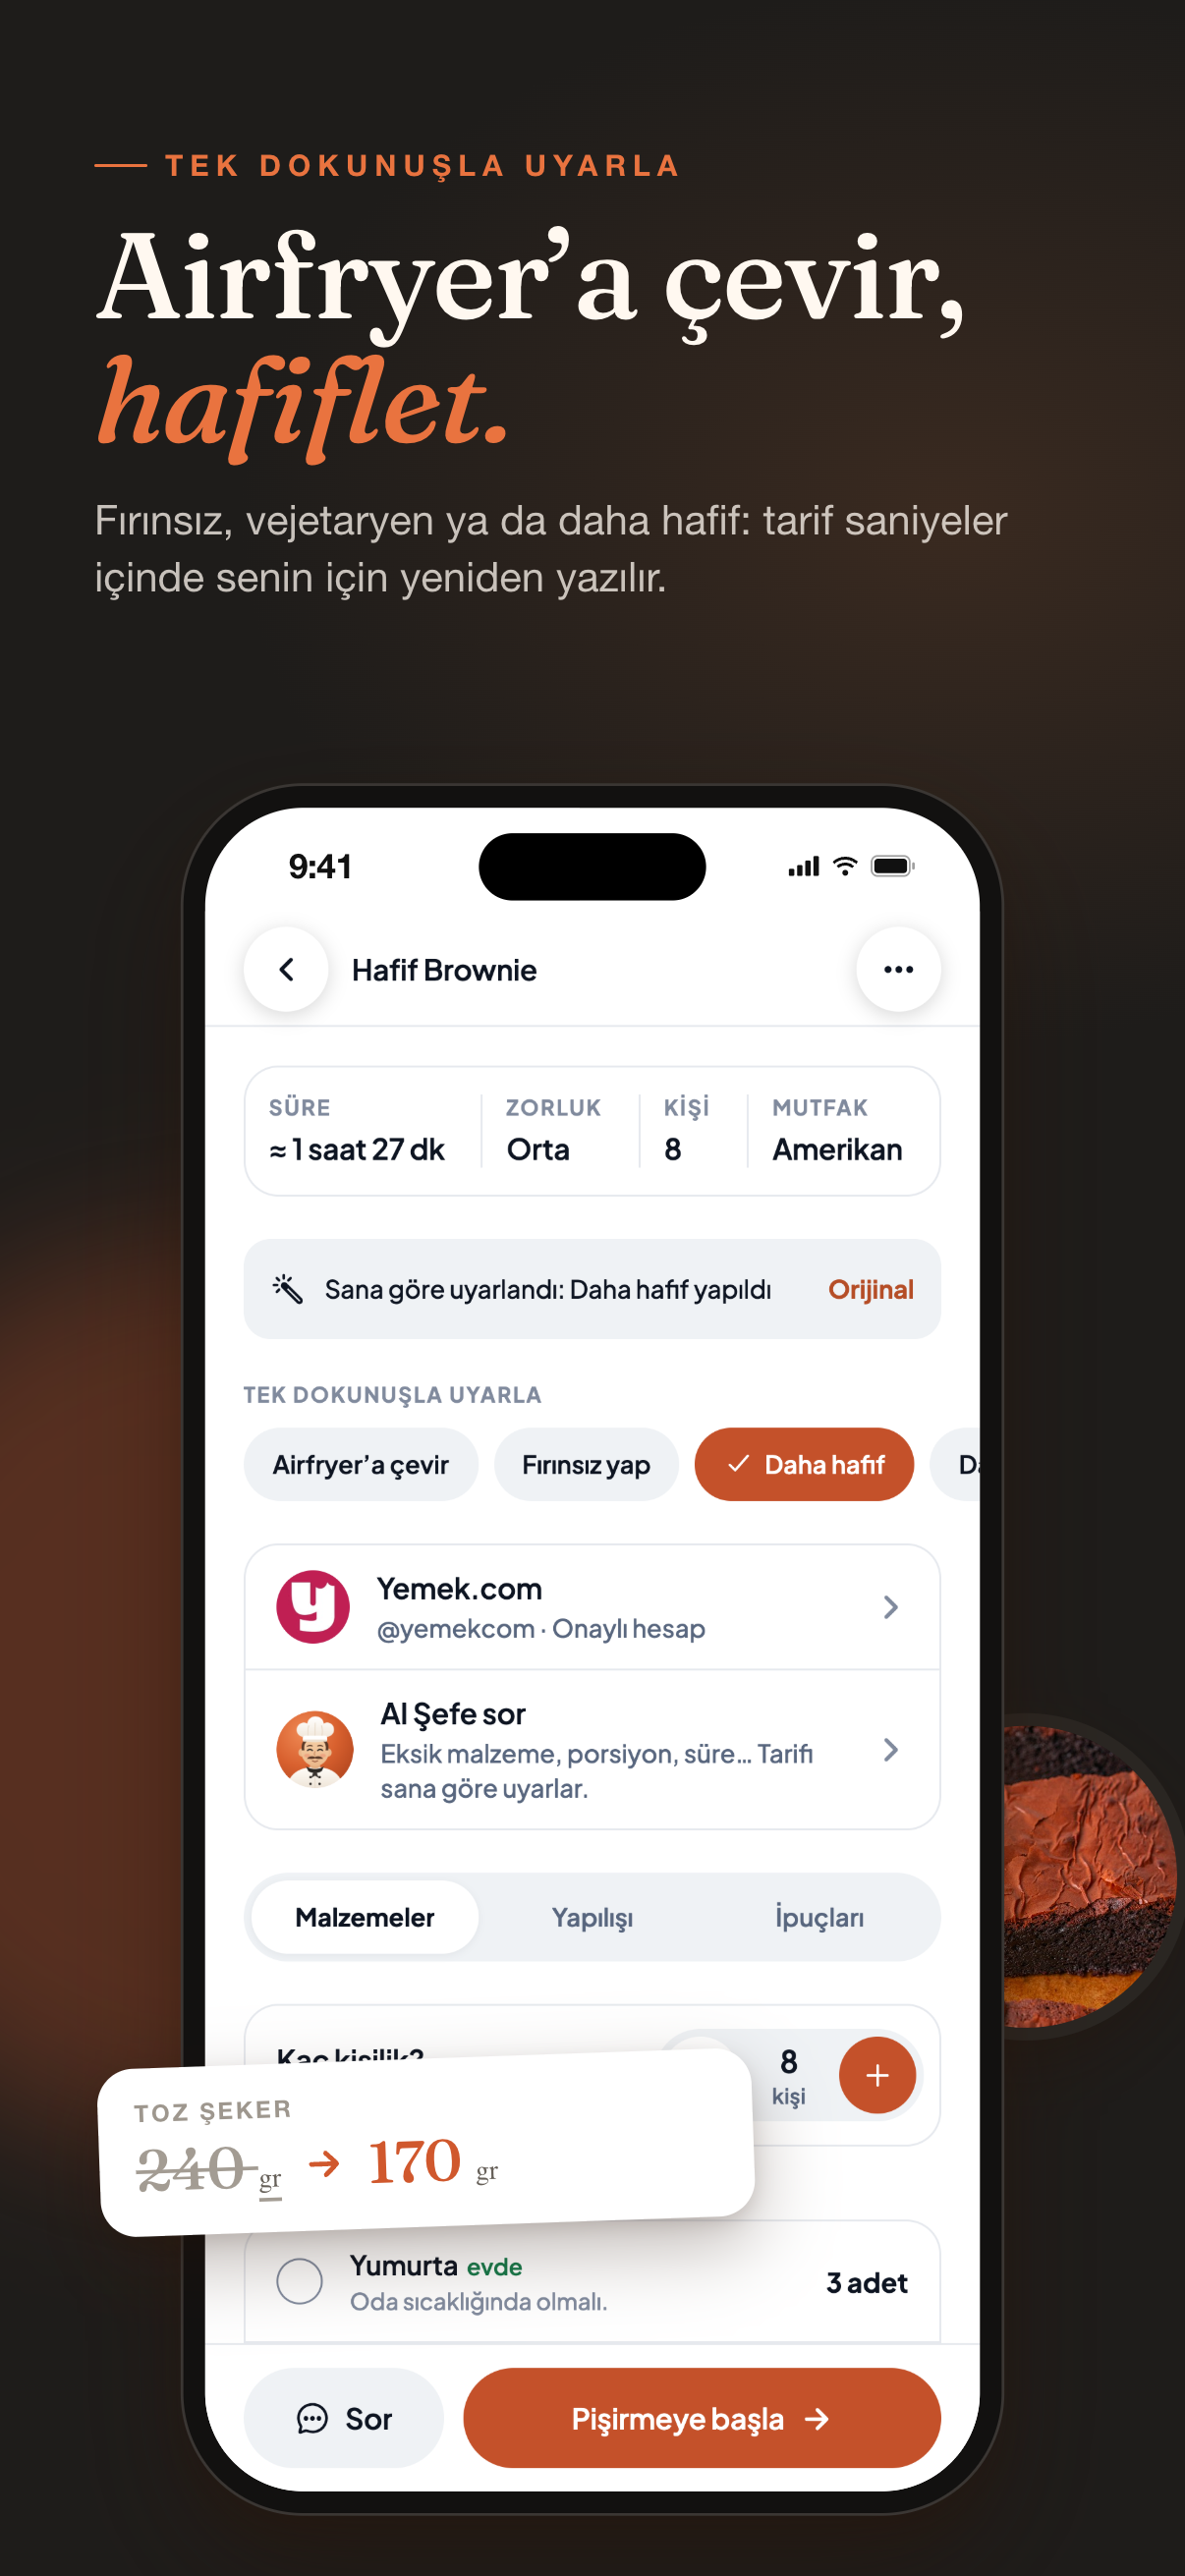 TEK DOKUNUŞLA UYARLA
Airfryer’a çevir,
hafiflet.
Fırınsız, vejetaryen ya da daha hafif: tarif saniyeler
içinde senin için yeniden yazılır.
9:41
Hafif Brownie
SÜRE ZORLUK KİŞİ MUTFAK
≈ 1 saat 27 dk Orta 8 Amerikan
Sana göre uyarlandı: Daha hafif yapıldı Orijinal
TEK DOKUNUŞLA UYARLA
Airfryer’a çevir Fırınsız yap Daha hafif
Yemek.com
@yemekcom · Onaylı hesap
AI Şefe sor
Eksik malzeme, porsiyon, süre... Tarifi
sana göre uyarlar.
Malzemeler Yapılışı İpuçları
Kaç kişilik?
8
kişi
TOZ ŞEKER
240 gr → 170 gr
Yumurta evde
Oda sıcaklığında olmalı.
3 adet
Sor Pişirmeye başla →